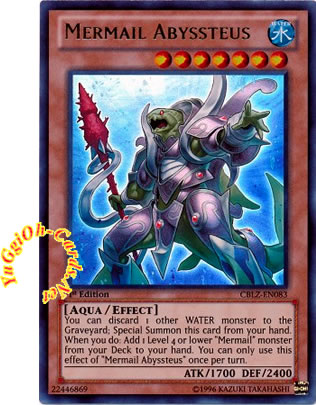 MERMAIL ABYSSTEUS
WATER
水
YuGgiOh-Cards.Net
1st Edition
CBLZ-EN083
[AQUA / EFFECT]
You can discard 1 other WATER monster to the
Graveyard; Special Summon this card from your hand.
When you do: Add 1 Level 4 or lower "Mermail" monster
from your Deck to your hand. You can only use this
effect of "Mermail Abyssteus" once per turn.
ATK/1700 DEF/2400
22446869
©1996 KAZUKI TAKAHASHI